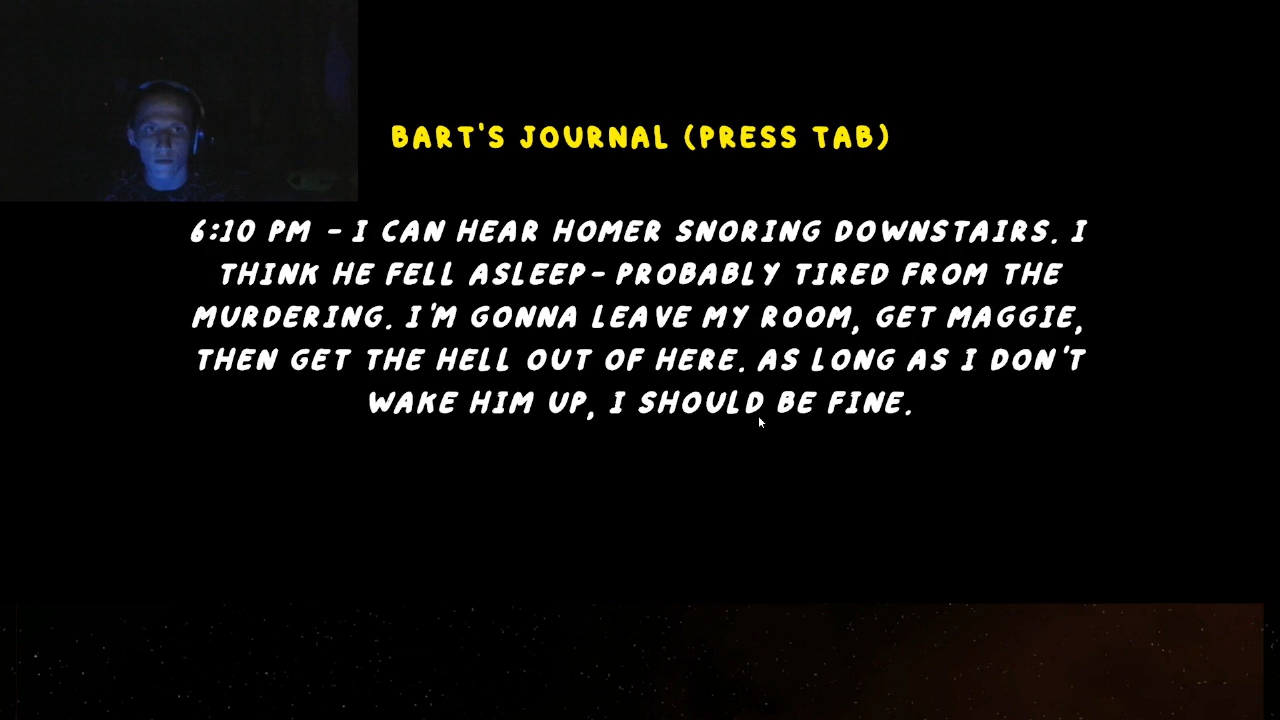 BART'S JOURNAL (PRESS TAB)
6:10 PM - I CAN HEAR HOMER SNORING DOWNSTAIRS. I
THINK HE FELL ASLEEP- PROBABLY TIRED FROM THE
MURDERING. I'M GONNA LEAVE MY ROOM, GET MAGGIE,
THEN GET THE HELL OUT OF HERE. AS LONG AS I DON'T
WAKE HIM UP, I SHOULD BE FINE.